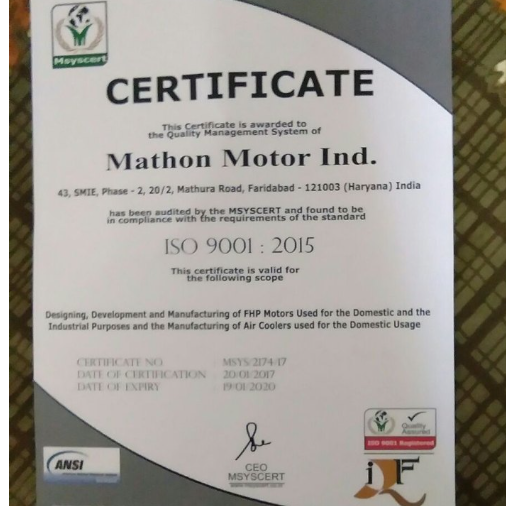 Msyscert
CERTIFICATE
This Certificate is awarded to
the Quality Management System of
Mathon Motor Ind.
43, SMIE, Phase - 2, 20/2, Mathura Road, Faridabad - 121003 (Haryana) India
has been audited by the MSYSCERT and found to be
in compliance with the requirements of the standard
ISO 9001 : 2015
This certificate is valid for
the following scope
Designing, Development and Manufacturing of FHP Motors Used for the Domestic and the
Industrial Purposes and the Manufacturing of Air Coolers used for the Domestic Usage
CERTIFICATE NO : MSYS/2174-17
DATE OF CERTIFICATION : 20/01/2017
DATE OF EXPIRY : 19/01/2020
Quality
Assured
ISO 9001 Registered
ANSI
CEO
MSYSCERT